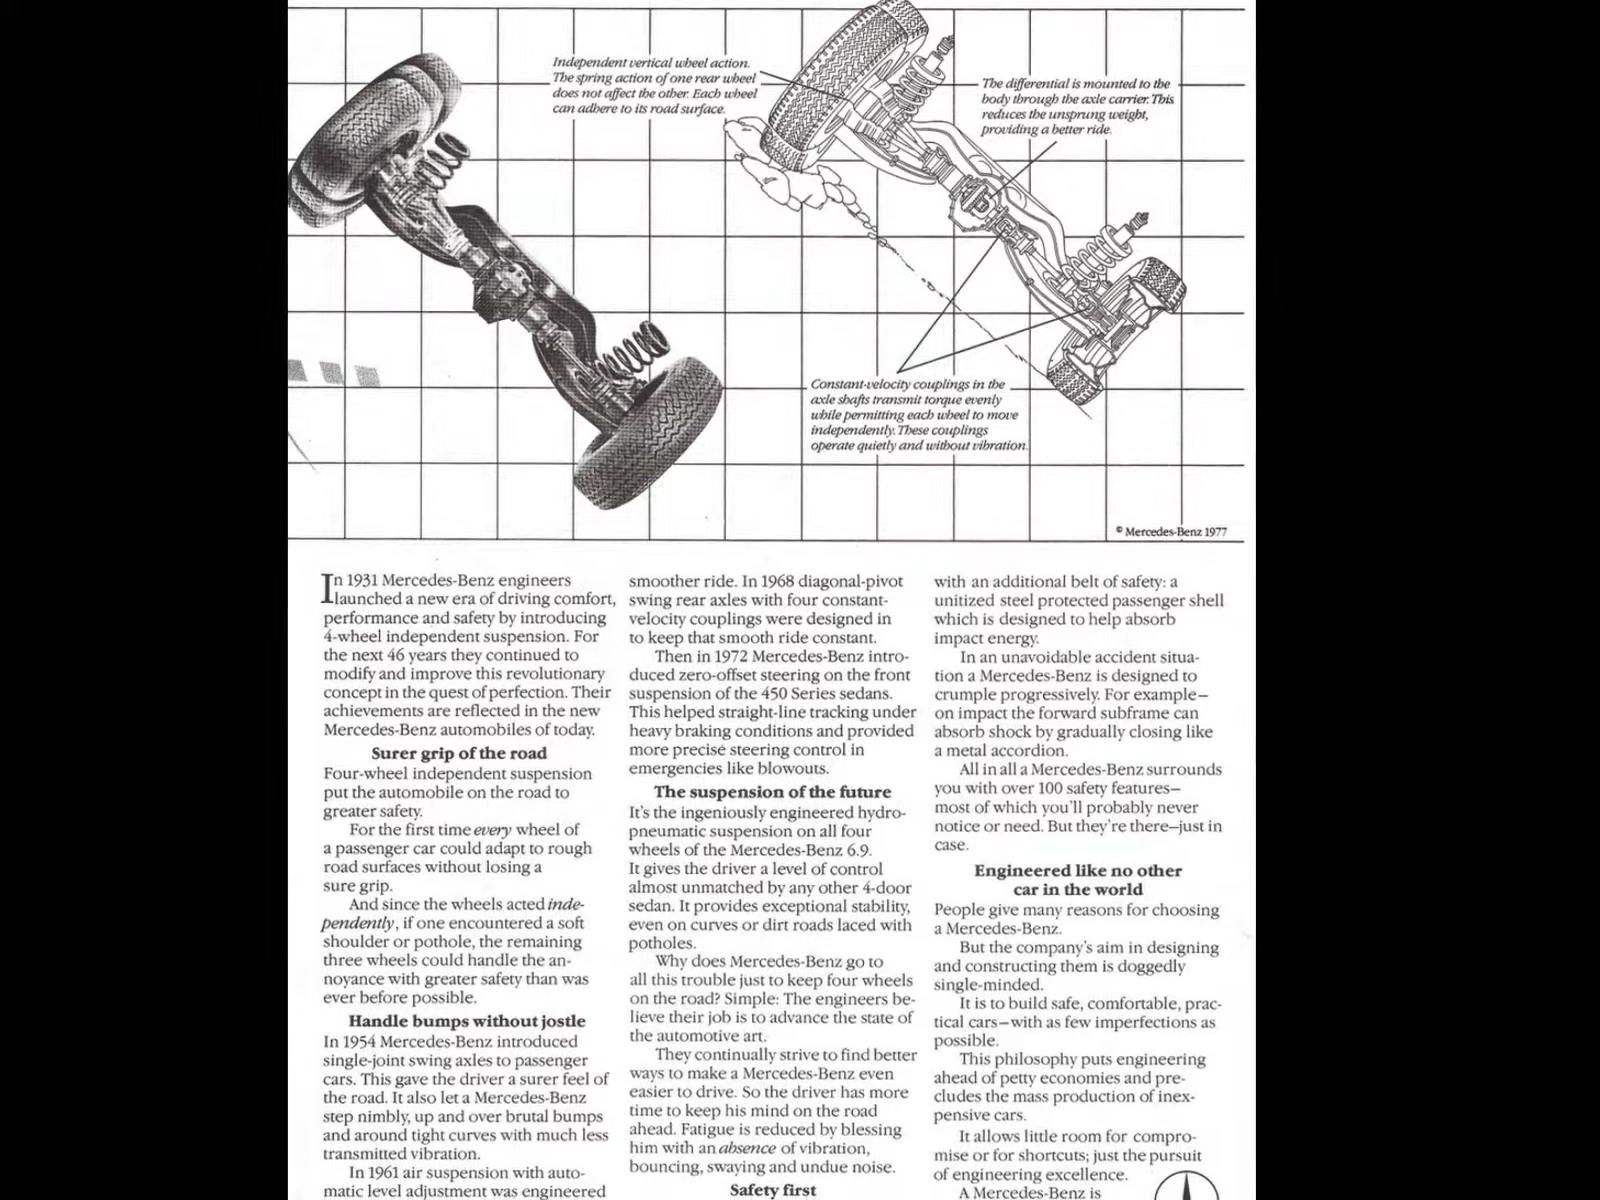 Independent vertical wheel action.
The spring action of one rear wheel
does not affect the other. Each wheel
can adhere to its road surface.
The differential is mounted to the
body through the axle carrier. This
reduces the unsprung weight,
providing a better ride.
Constant-velocity couplings in the
axle shafts transmit torque evenly
while permitting each wheel to move
independently. These couplings
operate quietly and without vibration.
© Mercedes-Benz 1977
In 1931 Mercedes-Benz engineers
launched a new era of driving comfort,
performance and safety by introducing
4-wheel independent suspension. For
the next 46 years they continued to
modify and improve this revolutionary
concept in the quest of perfection. Their
achievements are reflected in the new
Mercedes-Benz automobiles of today.
Surer grip of the road
Four-wheel independent suspension
put the automobile on the road to
greater safety.
For the first time every wheel of
a passenger car could adapt to rough
road surfaces without losing a
sure grip.
And since the wheels acted inde-
pendently, if one encountered a soft
shoulder or pothole, the remaining
three wheels could handle the an-
noyance with greater safety than was
ever before possible.
Handle bumps without jostle
In 1954 Mercedes-Benz introduced
single-joint swing axles to passenger
cars. This gave the driver a surer feel of
the road. It also let a Mercedes-Benz
step nimbly, up and over brutal bumps
and around tight curves with much less
transmitted vibration.
In 1961 air suspension with auto-
matic level adjustment was engineered
smoother ride. In 1968 diagonal-pivot
swing rear axles with four constant-
velocity couplings were designed in
to keep that smooth ride constant.
Then in 1972 Mercedes-Benz intro-
duced zero-offset steering on the front
suspension of the 450 Series sedans.
This helped straight-line tracking under
heavy braking conditions and provided
more precise steering control in
emergencies like blowouts.
The suspension of the future
It's the ingeniously engineered hydro-
pneumatic suspension on all four
wheels of the Mercedes-Benz 6.9.
It gives the driver a level of control
almost unmatched by any other 4-door
sedan. It provides exceptional stability,
even on curves or dirt roads laced with
potholes.
Why does Mercedes-Benz go to
all this trouble just to keep four wheels
on the road? Simple: The engineers be-
lieve their job is to advance the state of
the automotive art.
They continually strive to find better
ways to make a Mercedes-Benz even
easier to drive. So the driver has more
time to keep his mind on the road
ahead. Fatigue is reduced by blessing
him with an absence of vibration,
bouncing, swaying and undue noise.
Safety first
with an additional belt of safety: a
unitized steel protected passenger shell
which is designed to help absorb
impact energy.
In an unavoidable accident situa-
tion a Mercedes-Benz is designed to
crumple progressively. For example—
on impact the forward subframe can
absorb shock by gradually closing like
a metal accordion.
All in all a Mercedes-Benz surrounds
you with over 100 safety features—
most of which you'll probably never
notice or need. But they're there—just in
case.
Engineered like no other
car in the world
People give many reasons for choosing
a Mercedes-Benz.
But the company's aim in designing
and constructing them is doggedly
single-minded.
It is to build safe, comfortable, prac-
tical cars—with as few imperfections as
possible.
This philosophy puts engineering
ahead of petty economies and pre-
cludes the mass production of inex-
pensive cars.
It allows little room for compro-
mise or for shortcuts; just the pursuit
of engineering excellence.
A Mercedes-Benz is